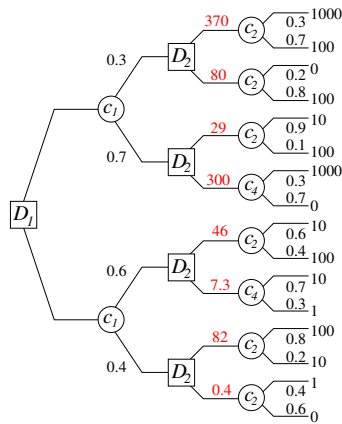 370 c2 0.3 1000
0.7 100
0.3 D2
80 c2 0.2 0
0.8 100
c1
29 c2 0.9 10
0.1 100
0.7 D2
300 c4 0.3 1000
0.7 0
D1
46 c2 0.6 10
0.4 100
0.6 D2
7.3 c4 0.7 10
0.3 1
c1
82 c2 0.8 100
0.2 10
0.4 D2
0.4 c2 0.4 1
0.6 0